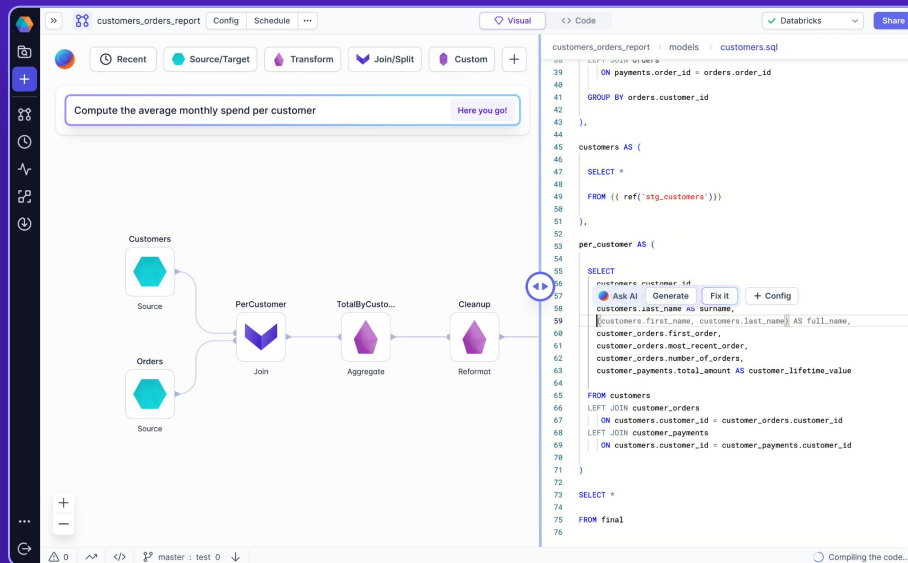 customers_orders_report Config Schedule ...
Visual Code
Databricks
Share
Recent Source/Target Transform Join/Split Custom
Compute the average monthly spend per customer Here you go!
Customers
Source
Orders
Source
PerCustomer
Join
TotalByCusto...
Aggregate
Cleanup
Reformat
0 master : test 0
customers_orders_report > models > customers.sql
38 LEFT JOIN orders
39 ON payments.order_id = orders.order_id
40
41 GROUP BY orders.customer_id
42
43 ),
44
45 customers AS (
46
47 SELECT *
48
49 FROM {{ ref('stg_customers')}}
50
51 ),
52
53 per_customer AS (
54
55 SELECT
56 customers.customer_id
57 Ask AI Generate Fix it + Config
58 customers.last_name AS surname,
59 (customers.first_name, customers.last_name) AS full_name,
60 customer_orders.first_order,
61 customer_orders.most_recent_order,
62 customer_orders.number_of_orders,
63 customer_payments.total_amount AS customer_lifetime_value
64
65 FROM customers
66 LEFT JOIN customer_orders
67 ON customers.customer_id = customer_orders.customer_id
68 LEFT JOIN customer_payments
69 ON customers.customer_id = customer_payments.customer_id
70
71 )
72
73 SELECT *
74
75 FROM final
76
Compiling the code...